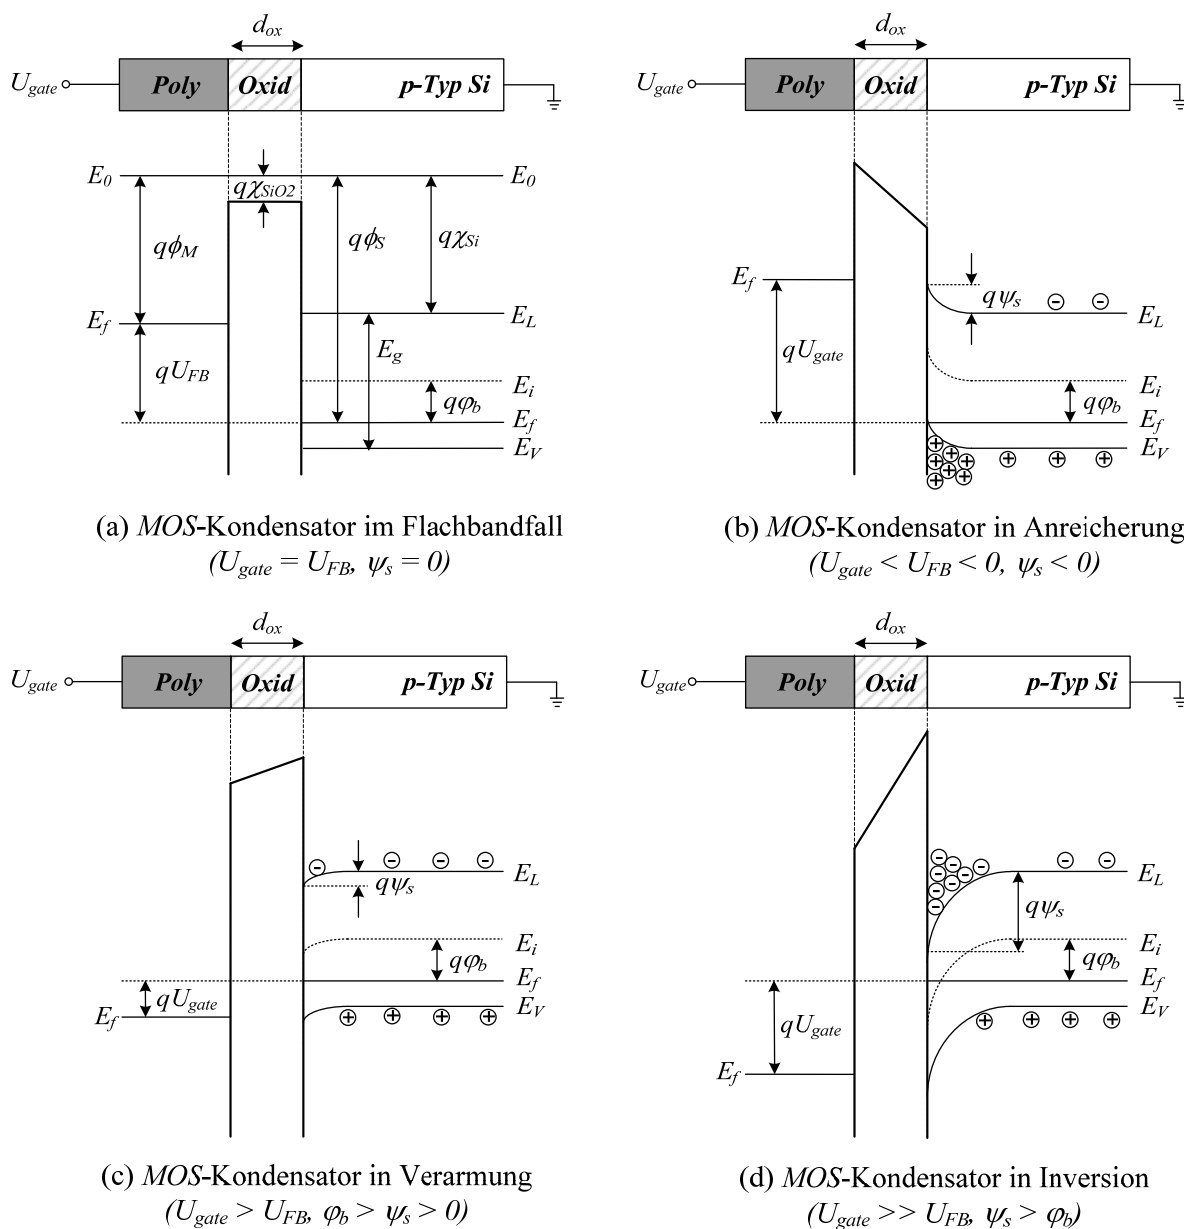 d_ox
U_gate Poly Oxid p-Typ Si
E_0 E_0
qχ_SiO2
qϕ_M qϕ_S qχ_Si
E_f E_L
E_g
qU_FB E_i
qφ_b
E_f
E_V
(a) MOS-Kondensator im Flachbandfall
(U_gate = U_FB, ψ_s = 0)
d_ox
U_gate Poly Oxid p-Typ Si
E_f qψ_s
E_L
qU_gate
E_i
qφ_b
E_f
E_V
+ + + + + + + + + + +
- -
(b) MOS-Kondensator in Anreicherung
(U_gate < U_FB < 0, ψ_s < 0)
d_ox
U_gate Poly Oxid p-Typ Si
- - - -
E_L
qψ_s
E_i
qφ_b
E_f
qU_gate
E_f E_V
+ + + +
(c) MOS-Kondensator in Verarmung
(U_gate > U_FB, φ_b > ψ_s > 0)
d_ox
U_gate Poly Oxid p-Typ Si
- - - - - - - - - - -
E_L
qψ_s
E_i
qφ_b
E_f
E_V
qU_gate
+ + + +
E_f
(d) MOS-Kondensator in Inversion
(U_gate >> U_FB, ψ_s > φ_b)